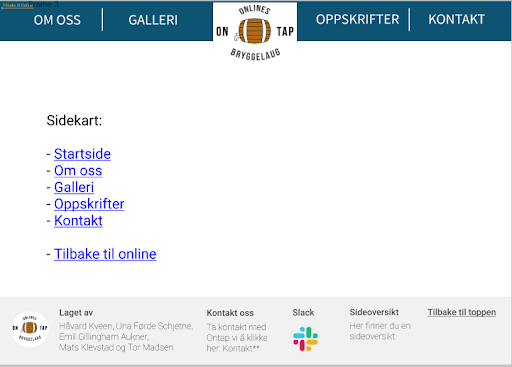 Tilbake til Online
OM OSS
GALLERI
ONLINES
ON TAP
BRYGGELAUG
OPPSKRIFTER
KONTAKT
Sidekart:
- Startside
- Om oss
- Galleri
- Oppskrifter
- Kontakt
- Tilbake til online
ONLINES
ON TAP
BRYGGELAUG
Laget av
Håvard Kveen, Una Førde Schjetne,
Emil Gillingham Aukner,
Mats Klevstad og Tor Madsen
Kontakt oss
Ta kontakt med
Ontap vi å klikke
her. Kontakt**
Slack
Sideoversikt
Her finner du en
sideoversikt
Tilbake til toppen